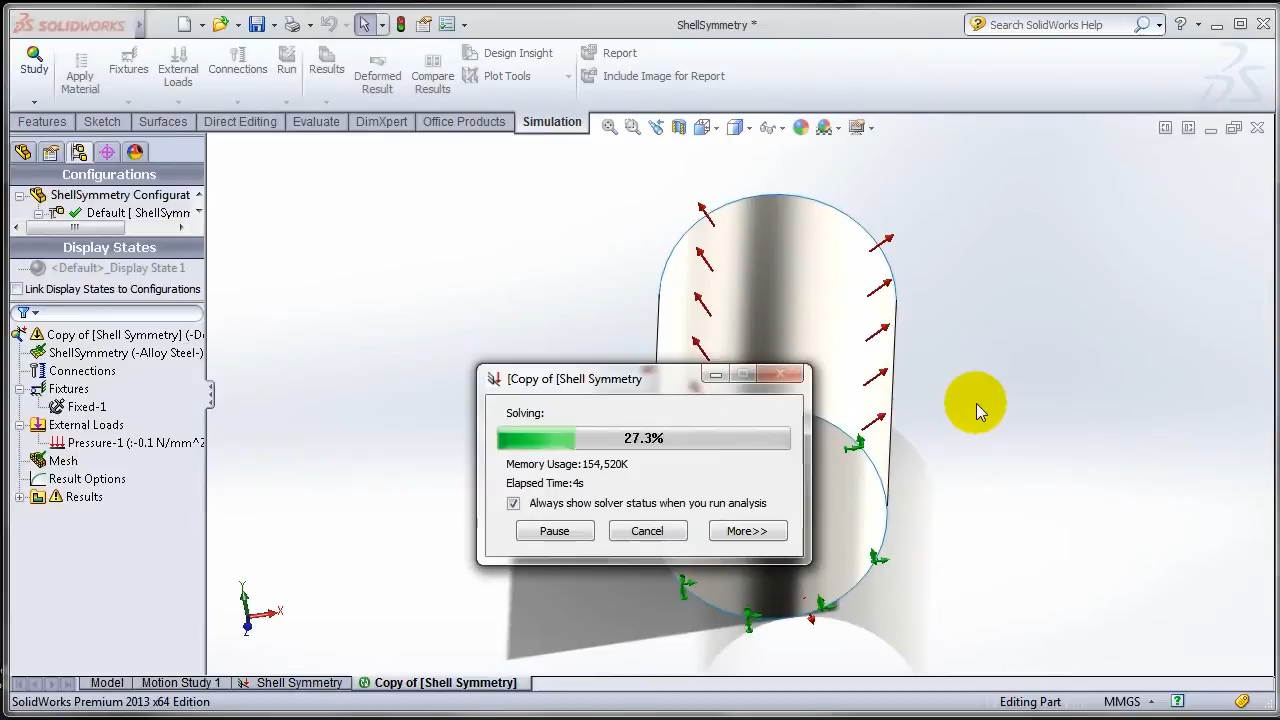 SOLIDWORKS
ShellSymmetry *
Search SolidWorks Help
Study
Apply Material
Fixtures
External Loads
Connections
Run
Results
Deformed Result
Compare Results
Design Insight
Plot Tools
Report
Include Image for Report
Features
Sketch
Surfaces
Direct Editing
Evaluate
DimXpert
Office Products
Simulation
Configurations
ShellSymmetry Configurat
Default [ ShellSymm
Display States
<Default>_Display State 1
Link Display States to Configurations
Copy of [Shell Symmetry] (-D
ShellSymmetry (-Alloy Steel-)
Connections
Fixtures
Fixed-1
External Loads
Pressure-1 (:-0.1 N/mm^2
Mesh
Result Options
Results
[Copy of [Shell Symmetry
Solving:
27.3%
Memory Usage:154,520K
Elapsed Time:4s
Always show solver status when you run analysis
Pause
Cancel
More>>
Y
X
Z
Model
Motion Study 1
Shell Symmetry
Copy of [Shell Symmetry]
SolidWorks Premium 2013 x64 Edition
Editing Part
MMGS